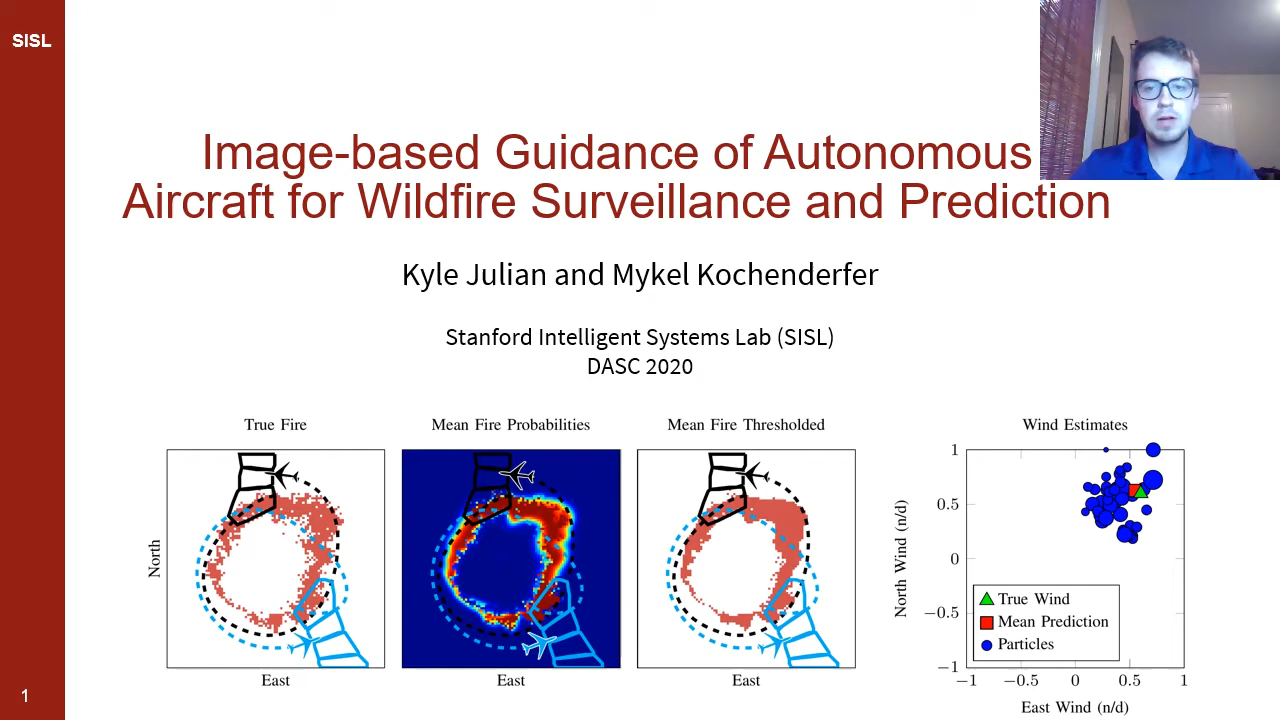 SISL
Image-based Guidance of Autonomous
Aircraft for Wildfire Surveillance and Prediction
Kyle Julian and Mykel Kochenderfer
Stanford Intelligent Systems Lab (SISL)
DASC 2020
True Fire
Mean Fire Probabilities
Mean Fire Thresholded
Wind Estimates
North
East
East
East
North Wind (n/d)
1
0.5
0
−0.5
−1
True Wind
Mean Prediction
Particles
−1
−0.5
0
0.5
1
East Wind (n/d)
1